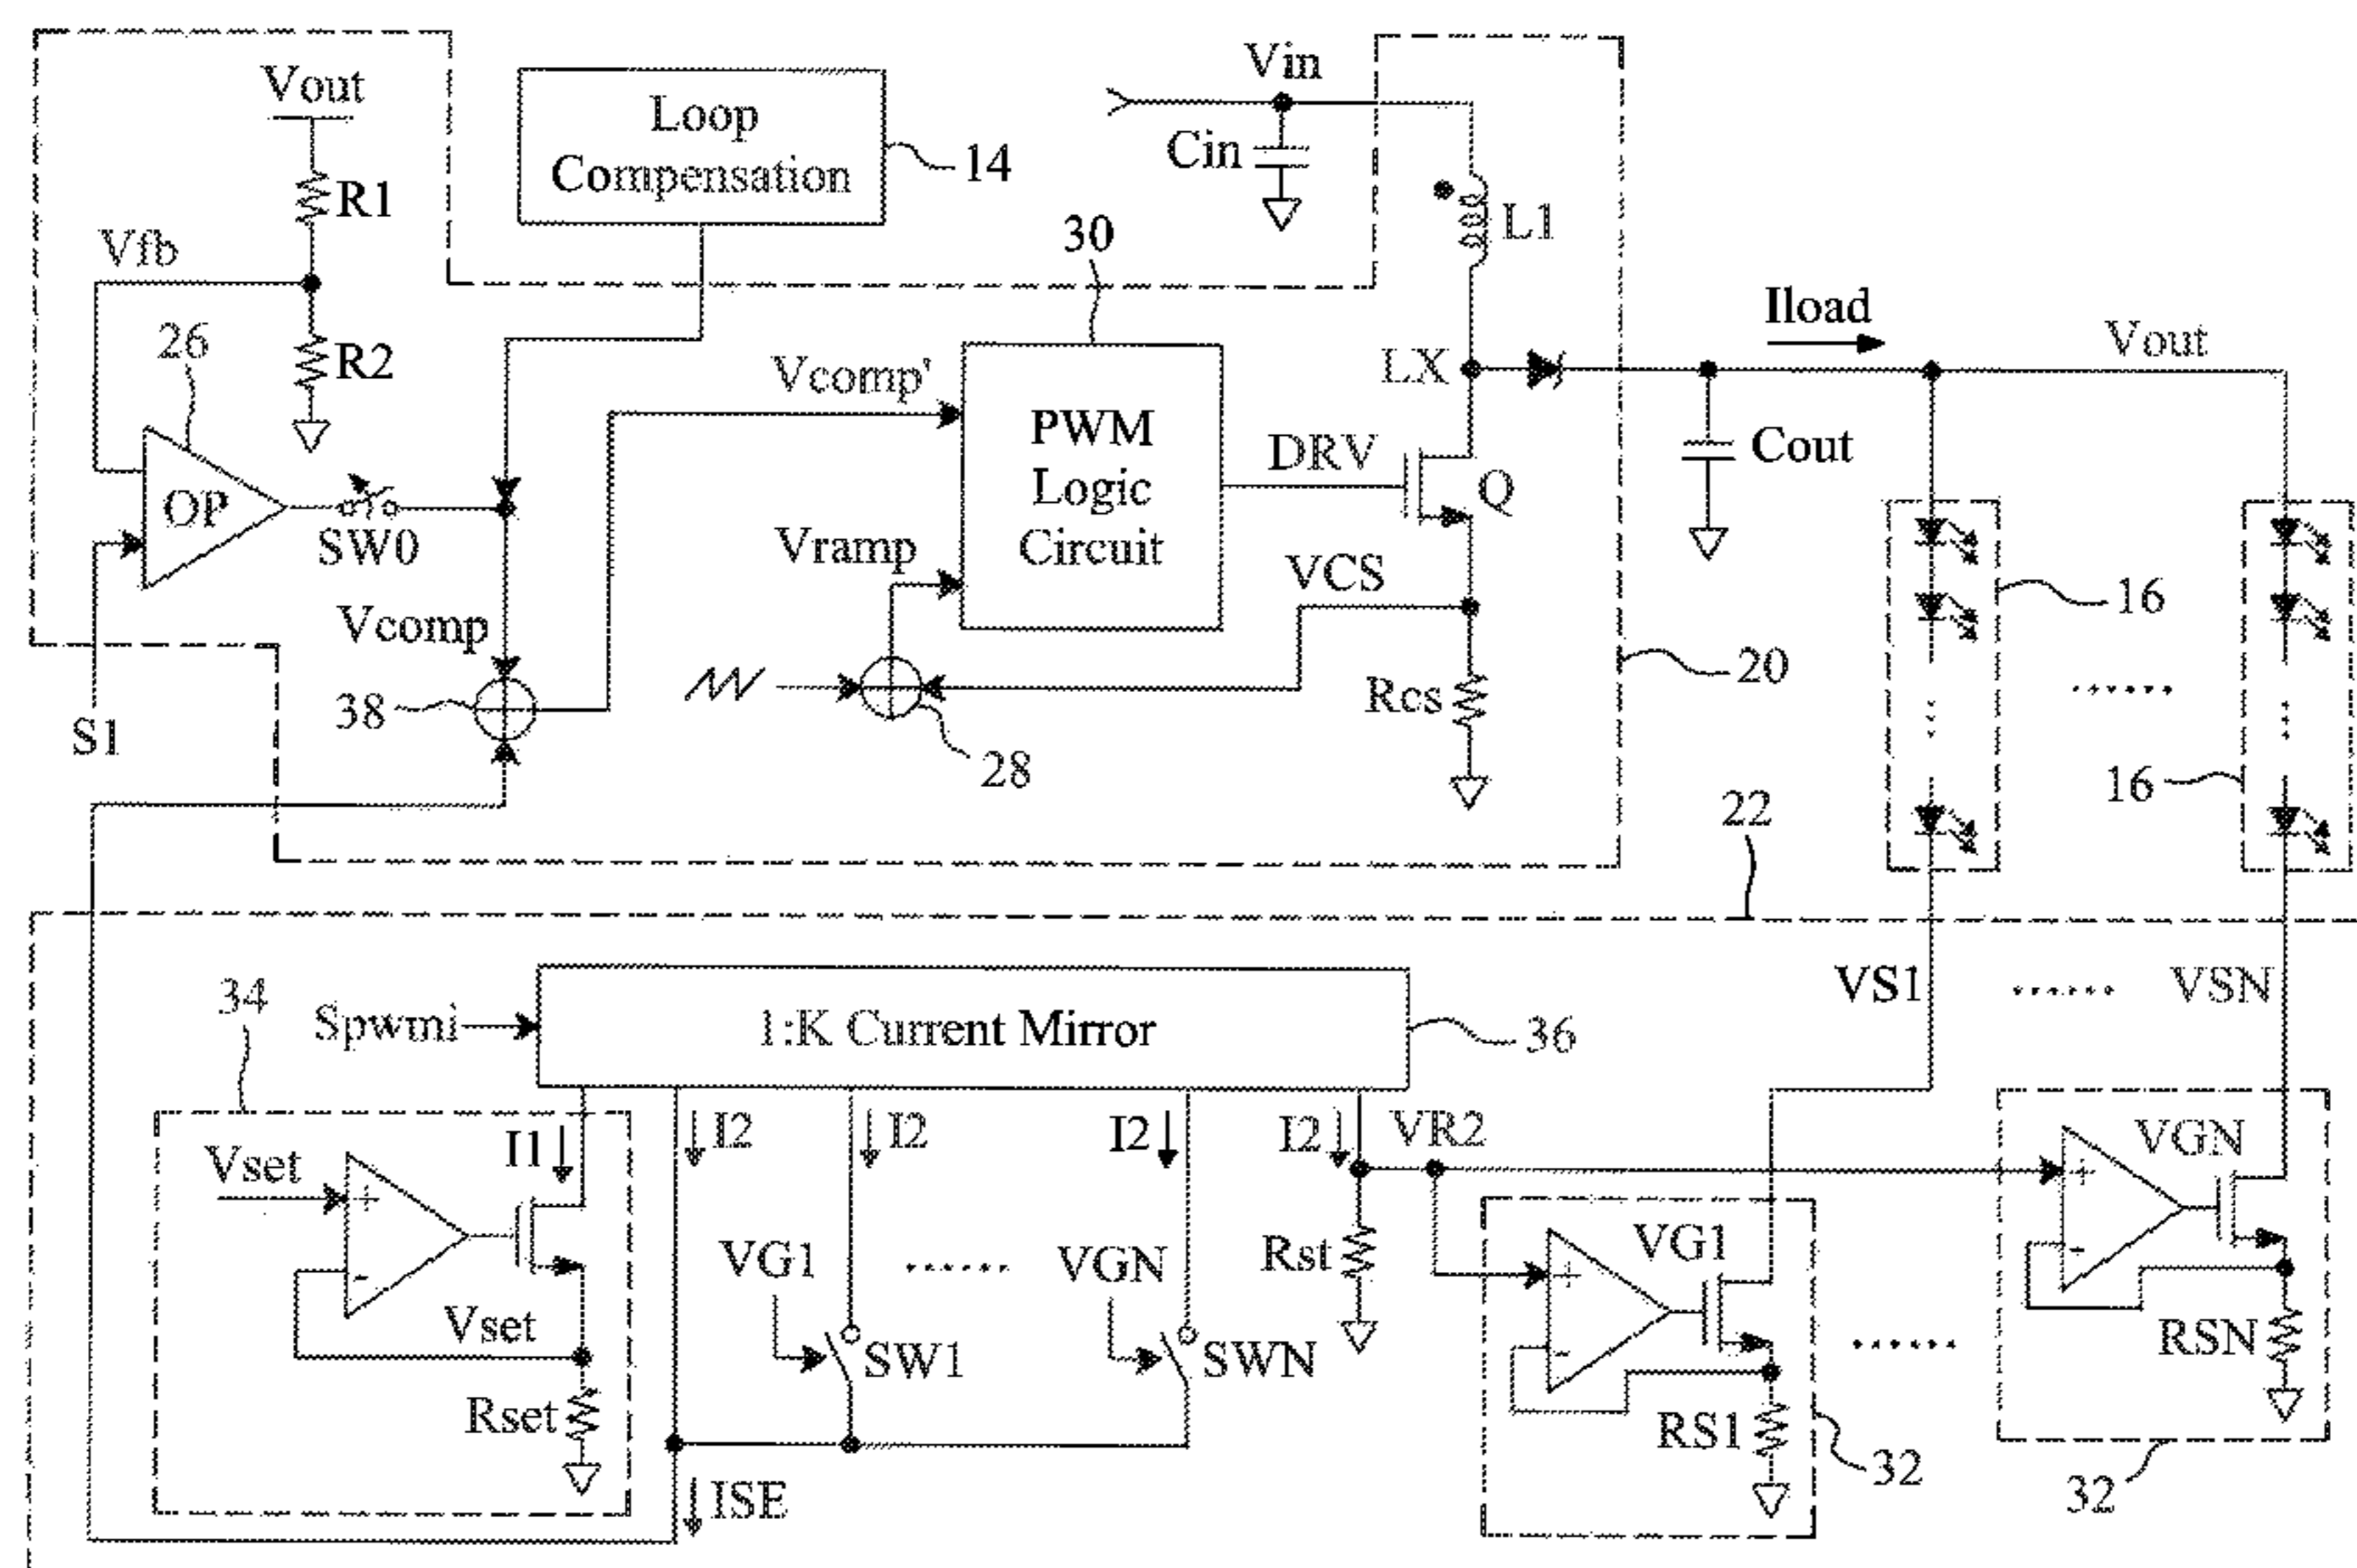 Vout
Loop
Compensation
14
Vin
Cin
R1
L1
30
Vfb
Iload
Vout
26
R2
LX
Vcomp'
PWM
Logic
Circuit
DRV
Q
Cout
OP
SW0
Vramp
VCS
16
Vcomp
20
S1
38
28
Rcs
16
22
VS1
......
VSN
34
Spwmi
1:K Current Mirror
36
I1
I2
I2
I2
I2
VR2
VGN
Vset
+
+
VG1
......
VGN
Rst
VG1
-
+
-
Vset
SW1
SWN
-
......
RSN
Rset
RS1
32
32
ISE